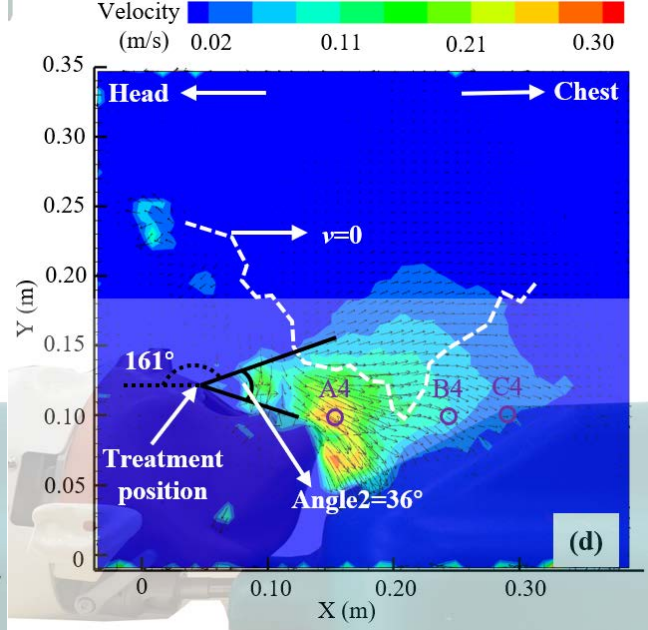 Velocity
(m/s)
0.02 0.11 0.21 0.30
0.35
Head
Chest
0.30
0.25
v=0
0.20
Y (m)
0.15
161°
A4
B4
C4
0.10
Treatment
position
0.05
Angle2=36°
(d)
0
0 0.10 0.20 0.30
X (m)